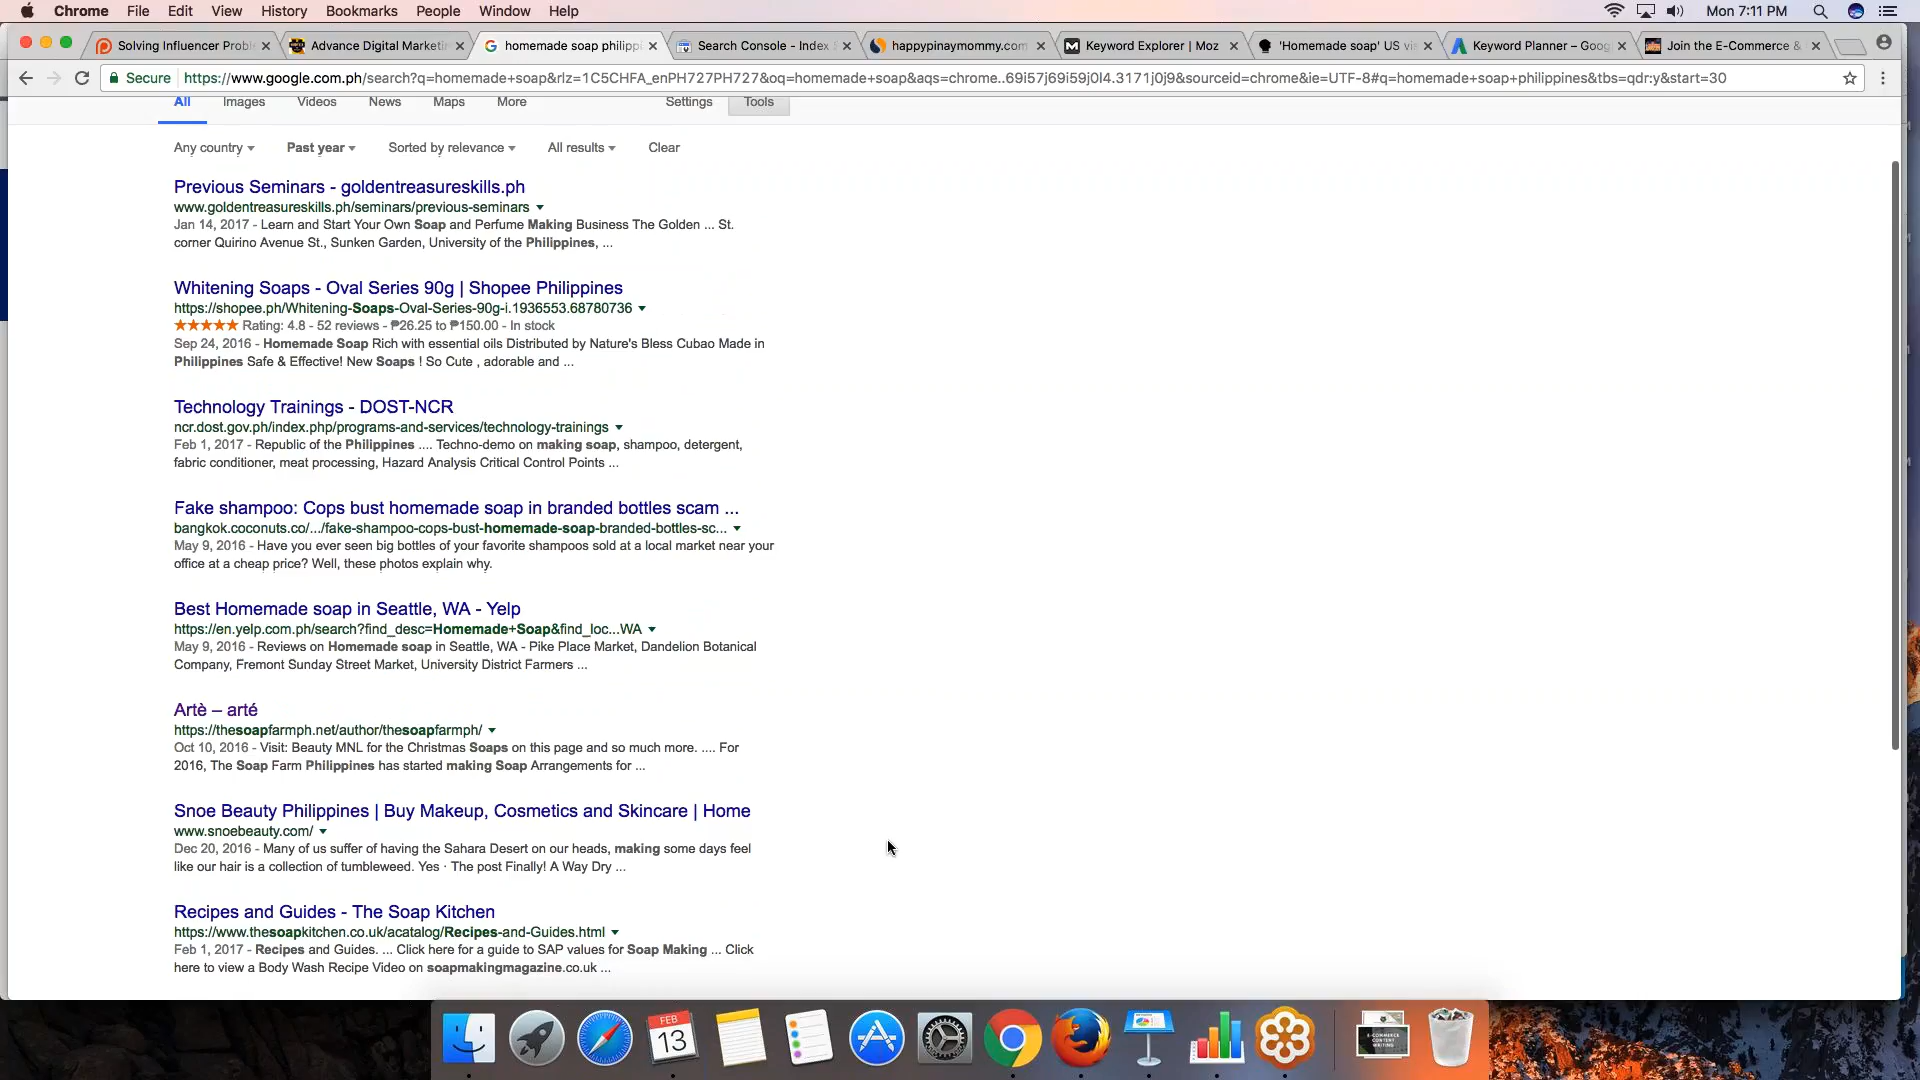 Chrome File Edit View History Bookmarks People Window Help Mon 7:11 PM
Solving Influencer Prob
Advance Digital Marketi
homemade soap philippi
Search Console - Index
happypinaymommy.com
Keyword Explorer | Moz
'Homemade soap' US vi
Keyword Planner – Goog
Join the E-Commerce &
Secure https://www.google.com.ph/search?q=homemade+soap&rlz=1C5CHFA_enPH727PH727&oq=homemade+soap&aqs=chrome..69i57j69i59j0l4.3171j0j9&sourceid=chrome&ie=UTF-8#q=homemade+soap+philippines&tbs=qdr:y&start=30
All Images Videos News Maps More Settings Tools
Any country Past year Sorted by relevance All results Clear
Previous Seminars - goldentreasureskills.ph
www.goldentreasureskills.ph/seminars/previous-seminars
Jan 14, 2017 - Learn and Start Your Own Soap and Perfume Making Business The Golden ... St.
corner Quirino Avenue St., Sunken Garden, University of the Philippines, ...
Whitening Soaps - Oval Series 90g | Shopee Philippines
https://shopee.ph/Whitening-Soaps-Oval-Series-90g-i.1936553.68780736
Rating: 4.8 - 52 reviews - ₱26.25 to ₱150.00 - In stock
Sep 24, 2016 - Homemade Soap Rich with essential oils Distributed by Nature's Bless Cubao Made in
Philippines Safe & Effective! New Soaps ! So Cute , adorable and ...
Technology Trainings - DOST-NCR
ncr.dost.gov.ph/index.php/programs-and-services/technology-trainings
Feb 1, 2017 - Republic of the Philippines .... Techno-demo on making soap, shampoo, detergent,
fabric conditioner, meat processing, Hazard Analysis Critical Control Points ...
Fake shampoo: Cops bust homemade soap in branded bottles scam ...
bangkok.coconuts.co/.../fake-shampoo-cops-bust-homemade-soap-branded-bottles-sc...
May 9, 2016 - Have you ever seen big bottles of your favorite shampoos sold at a local market near your
office at a cheap price? Well, these photos explain why.
Best Homemade soap in Seattle, WA - Yelp
https://en.yelp.com.ph/search?find_desc=Homemade+Soap&find_loc...WA
May 9, 2016 - Reviews on Homemade soap in Seattle, WA - Pike Place Market, Dandelion Botanical
Company, Fremont Sunday Street Market, University District Farmers ...
Artè – arté
https://thesoapfarmph.net/author/thesoapfarmph/
Oct 10, 2016 - Visit: Beauty MNL for the Christmas Soaps on this page and so much more. .... For
2016, The Soap Farm Philippines has started making Soap Arrangements for ...
Snoe Beauty Philippines | Buy Makeup, Cosmetics and Skincare | Home
www.snoebeauty.com/
Dec 20, 2016 - Many of us suffer of having the Sahara Desert on our heads, making some days feel
like our hair is a collection of tumbleweed. Yes · The post Finally! A Way Dry ...
Recipes and Guides - The Soap Kitchen
https://www.thesoapkitchen.co.uk/acatalog/Recipes-and-Guides.html
Feb 1, 2017 - Recipes and Guides. ... Click here for a guide to SAP values for Soap Making ... Click
here to view a Body Wash Recipe Video on soapmakingmagazine.co.uk ...
FEB
13
E-COMMERCE
CONTENT
WRITING